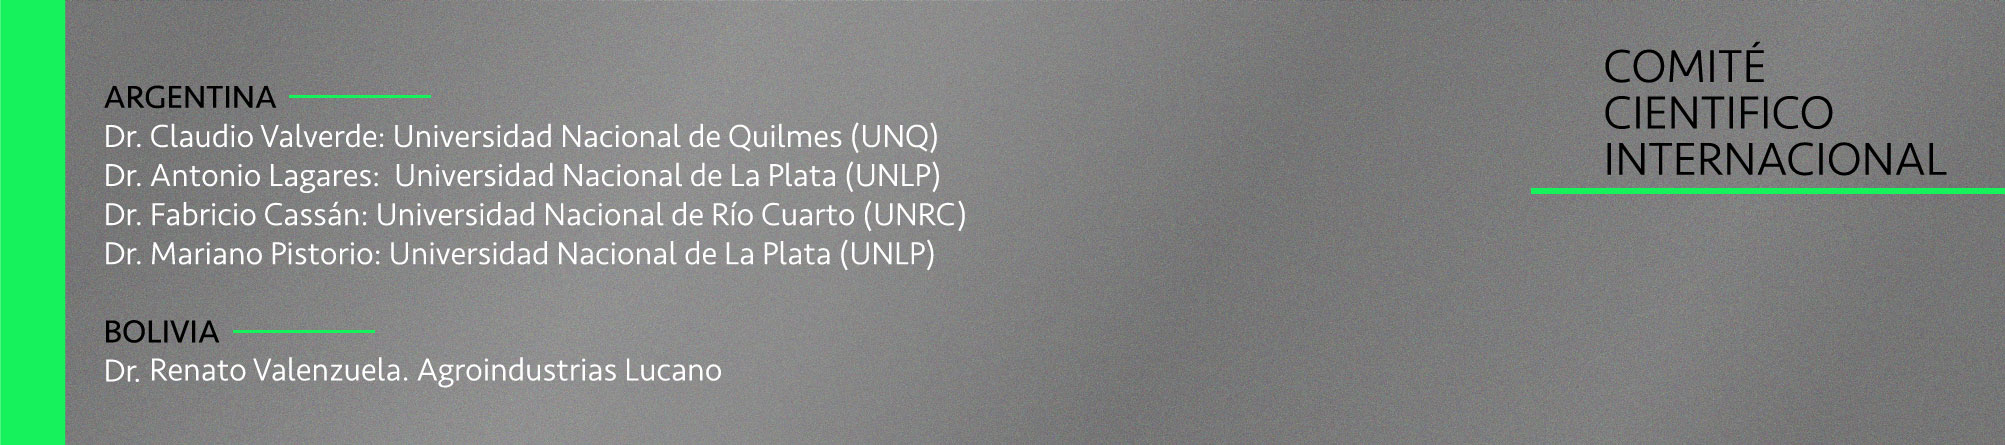 COMITÉ
CIENTIFICO
INTERNACIONAL
ARGENTINA
Dr. Claudio Valverde: Universidad Nacional de Quilmes (UNQ)
Dr. Antonio Lagares: Universidad Nacional de La Plata (UNLP)
Dr. Fabricio Cassán: Universidad Nacional de Río Cuarto (UNRC)
Dr. Mariano Pistorio: Universidad Nacional de La Plata (UNLP)
BOLIVIA
Dr. Renato Valenzuela. Agroindustrias Lucano